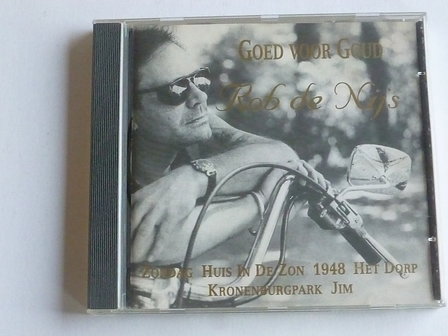 GOED VOOR GOUD
Rob de Nijs
ZONDAG HUIS IN DE ZON 1948 HET DORP
KRONENBURGPARK JIM